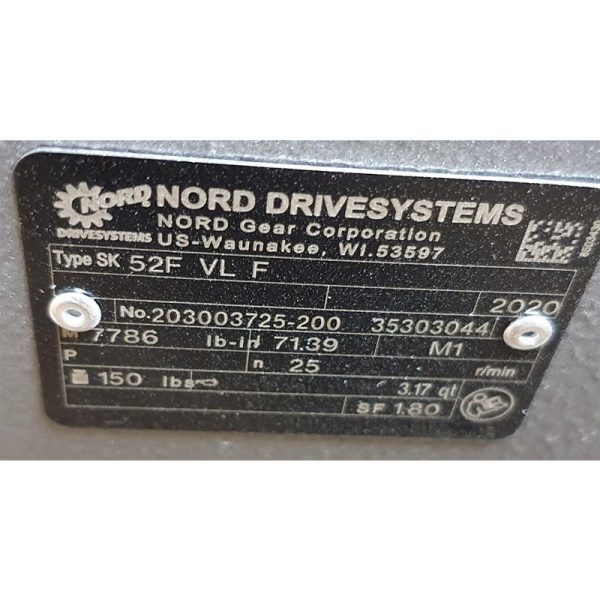 NORD DRIVESYSTEMS
NORD DRIVESYSTEMS
NORD Gear Corporation
US-Waunakee, WI.53597
Type SK 52F VL F
2020
No.203003725-200 35303044
M 7786 lb-in i 71.39 M1
P n 25 r/min
150 lbs 3.17 qt
SF 1.80